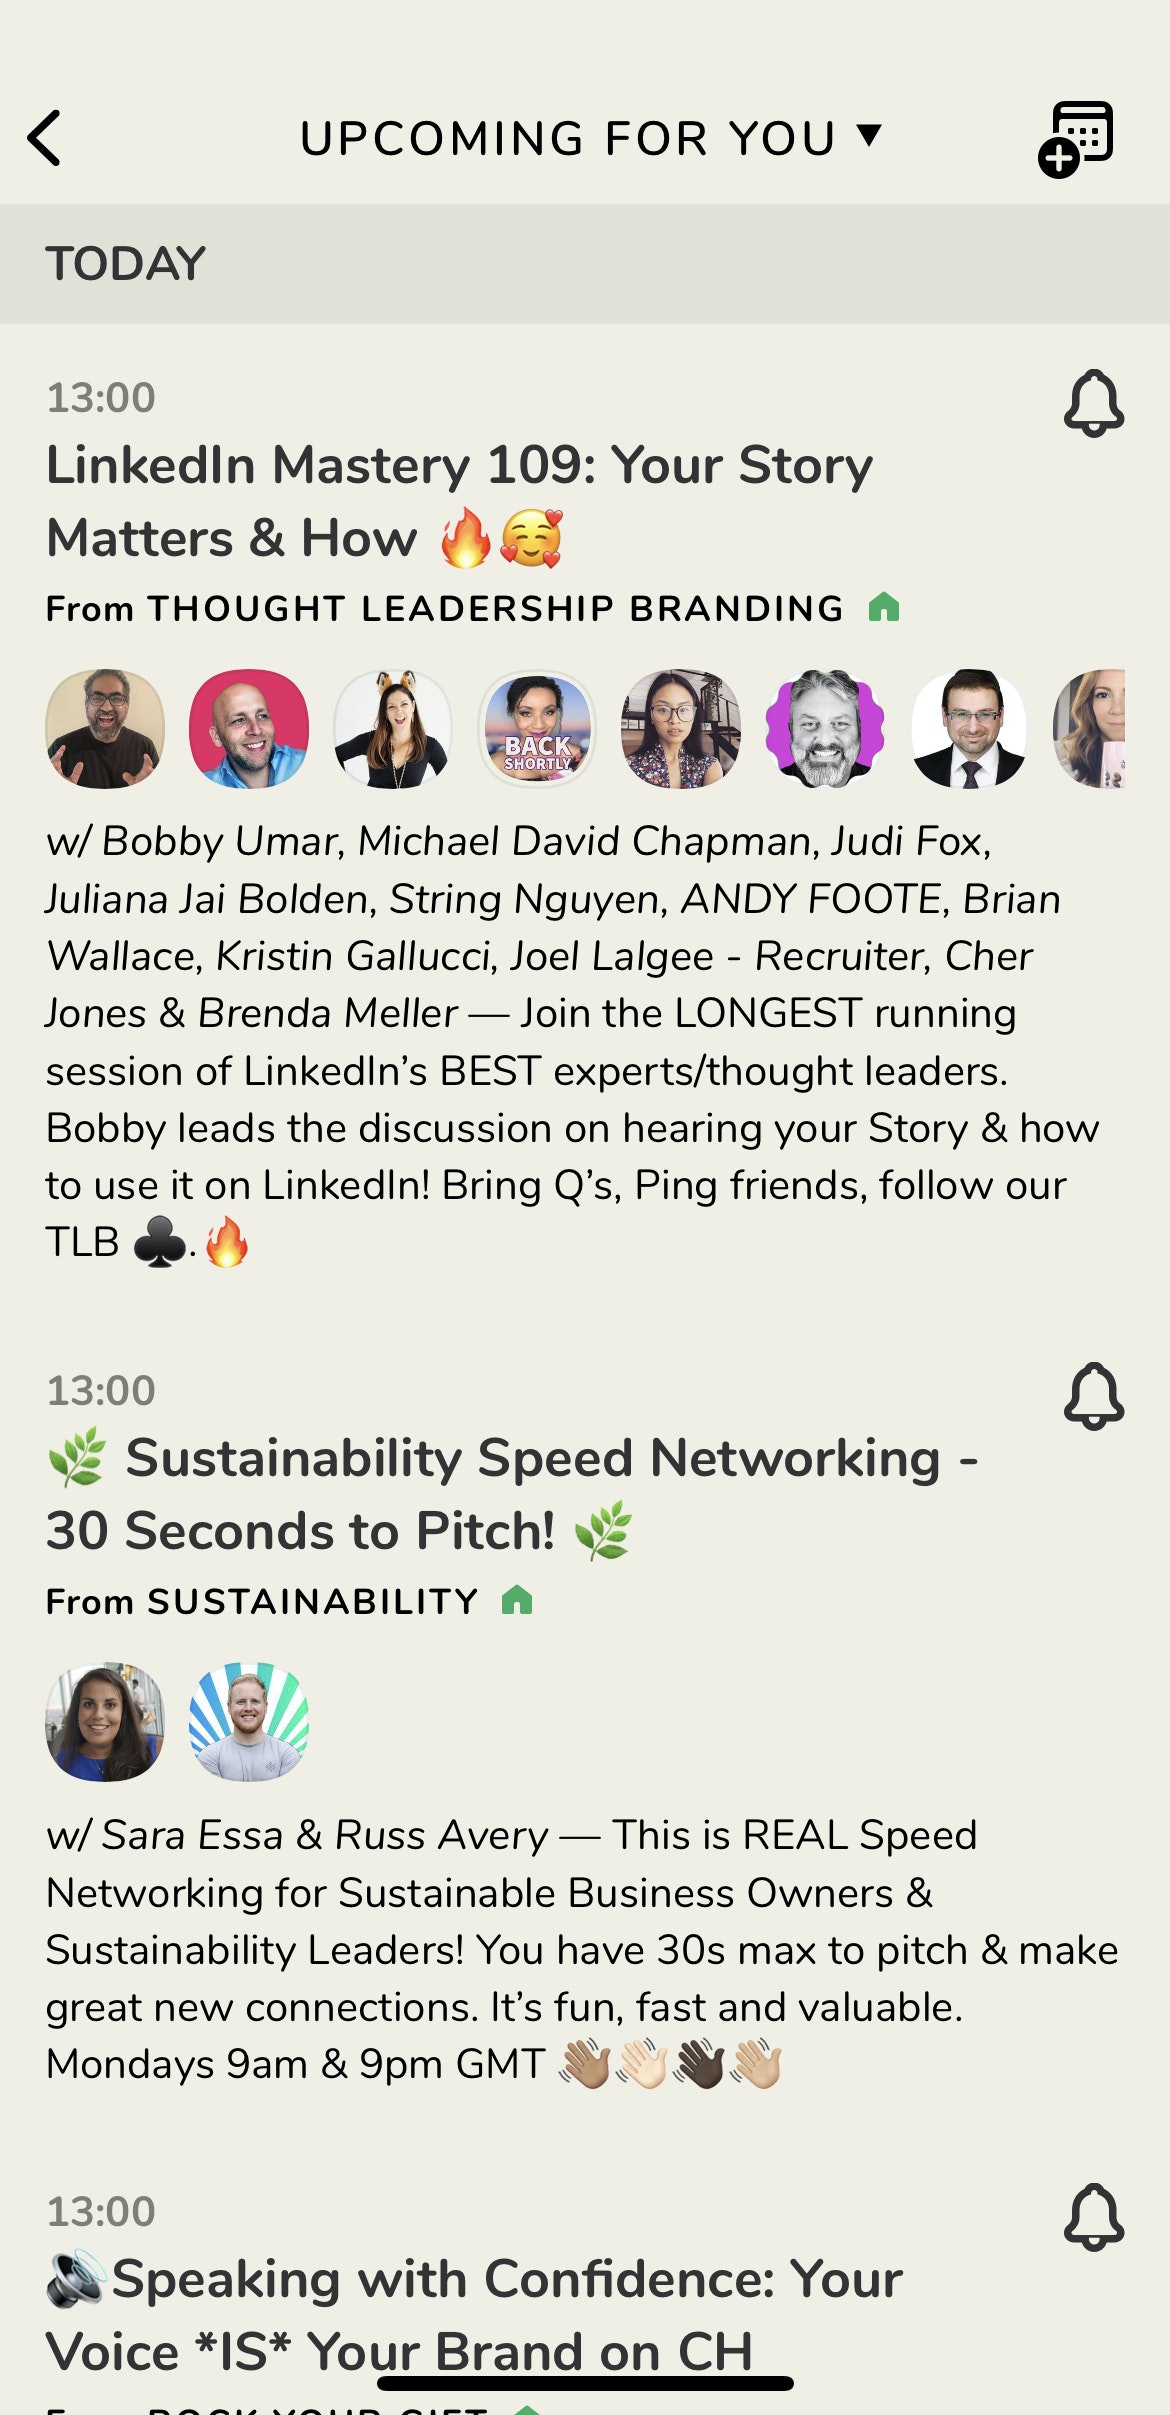 UPCOMING FOR YOU ▼
TODAY
13:00
LinkedIn Mastery 109: Your Story
Matters & How 🔥🥰
From THOUGHT LEADERSHIP BRANDING
BACK
SHORTLY
w/ Bobby Umar, Michael David Chapman, Judi Fox,
Juliana Jai Bolden, String Nguyen, ANDY FOOTE, Brian
Wallace, Kristin Gallucci, Joel Lalgee - Recruiter, Cher
Jones & Brenda Meller — Join the LONGEST running
session of LinkedIn’s BEST experts/thought leaders.
Bobby leads the discussion on hearing your Story & how
to use it on LinkedIn! Bring Q’s, Ping friends, follow our
TLB ♣️.🔥
13:00
🌿 Sustainability Speed Networking -
30 Seconds to Pitch! 🌿
From SUSTAINABILITY
w/ Sara Essa & Russ Avery — This is REAL Speed
Networking for Sustainable Business Owners &
Sustainability Leaders! You have 30s max to pitch & make
great new connections. It’s fun, fast and valuable.
Mondays 9am & 9pm GMT 👋🏽👋🏻👋🏿👋🏼
13:00
🔊Speaking with Confidence: Your
Voice *IS* Your Brand on CH
From ROCK YOUR GIFT